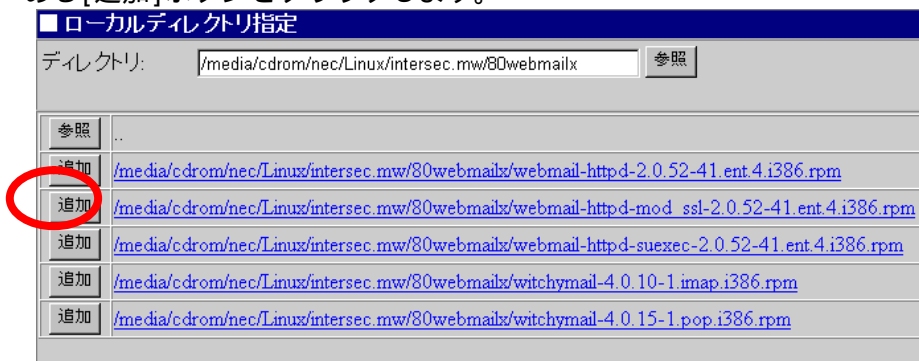 ■ ローカルディレクトリ指定
ディレクトリ: /media/cdrom/nec/Linux/intersec.mw/80webmailx 参照
参照 ..
追加 /media/cdrom/nec/Linux/intersec.mw/80webmailx/webmail-httpd-2.0.52-41.ent.4.i386.rpm
追加 /media/cdrom/nec/Linux/intersec.mw/80webmailx/webmail-httpd-mod_ssl-2.0.52-41.ent.4.i386.rpm
追加 /media/cdrom/nec/Linux/intersec.mw/80webmailx/webmail-httpd-suexec-2.0.52-41.ent.4.i386.rpm
追加 /media/cdrom/nec/Linux/intersec.mw/80webmailx/witchymail-4.0.10-1.imap.i386.rpm
追加 /media/cdrom/nec/Linux/intersec.mw/80webmailx/witchymail-4.0.15-1.pop.i386.rpm